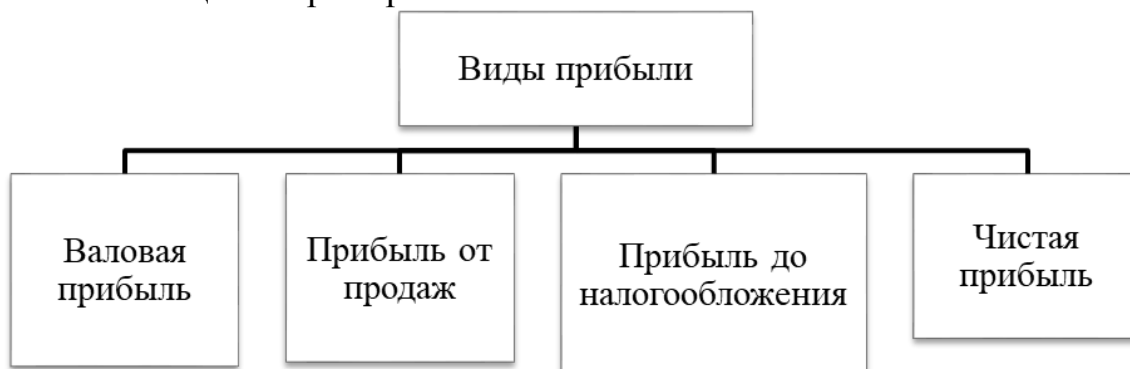 Виды прибыли
Валовая
прибыль
Прибыль от
продаж
Прибыль до
налогообложения
Чистая
прибыль